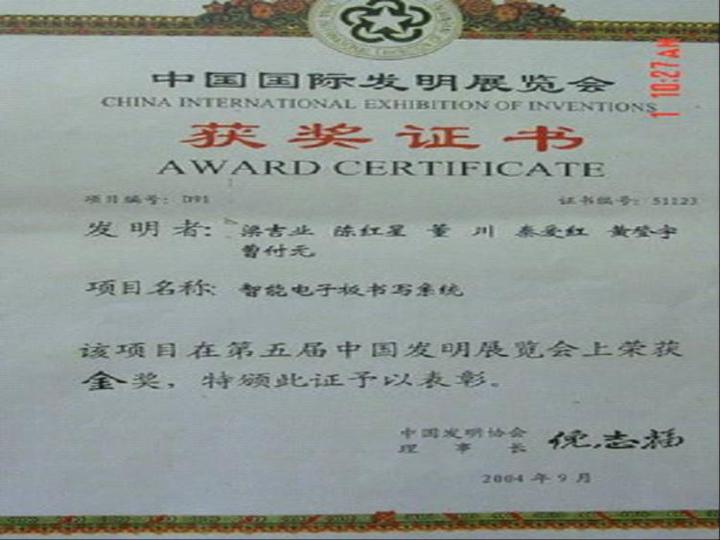 中国国际发明展览会
CHINA INTERNATIONAL EXHIBITION OF INVENTIONS
获奖证书
AWARD CERTIFICATE
项目编号: D91 证书编号: 51123
发明者: 梁吉业 陈红星 董川 秦爱红 黄莹宇
曹付元
项目名称: 智能电子板书写系统
该项目在第五届中国发明展览会上荣获
金奖，特颁此证予以表彰。
中国发明协会
理事长 倪志福
2004年9月
1 10:27AM